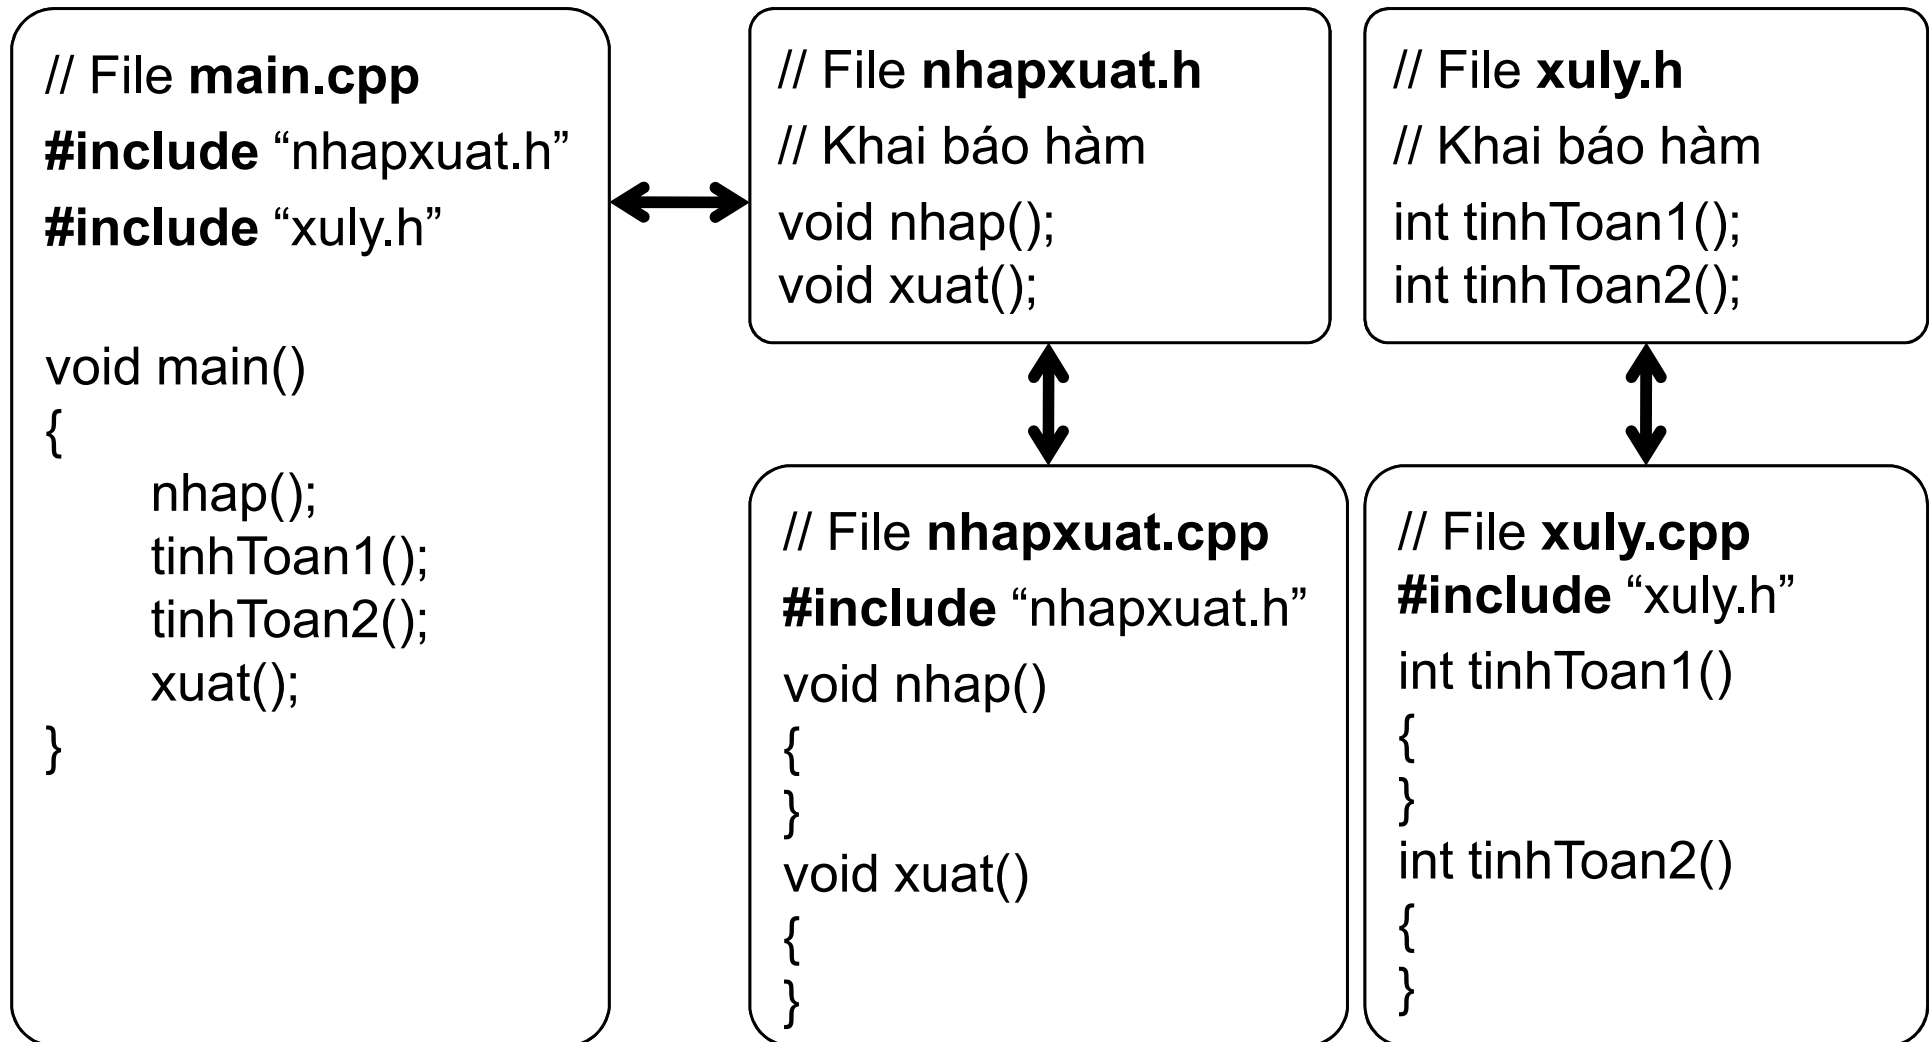 // File main.cpp
#include “nhapxuat.h”
#include “xuly.h”
void main()
{
nhap();
tinhToan1();
tinhToan2();
xuat();
}
// File nhapxuat.h
// Khai báo hàm
void nhap();
void xuat();
// File xuly.h
// Khai báo hàm
int tinhToan1();
int tinhToan2();
// File nhapxuat.cpp
#include “nhapxuat.h”
void nhap()
{
}
void xuat()
{
}
// File xuly.cpp
#include “xuly.h”
int tinhToan1()
{
}
int tinhToan2()
{
}